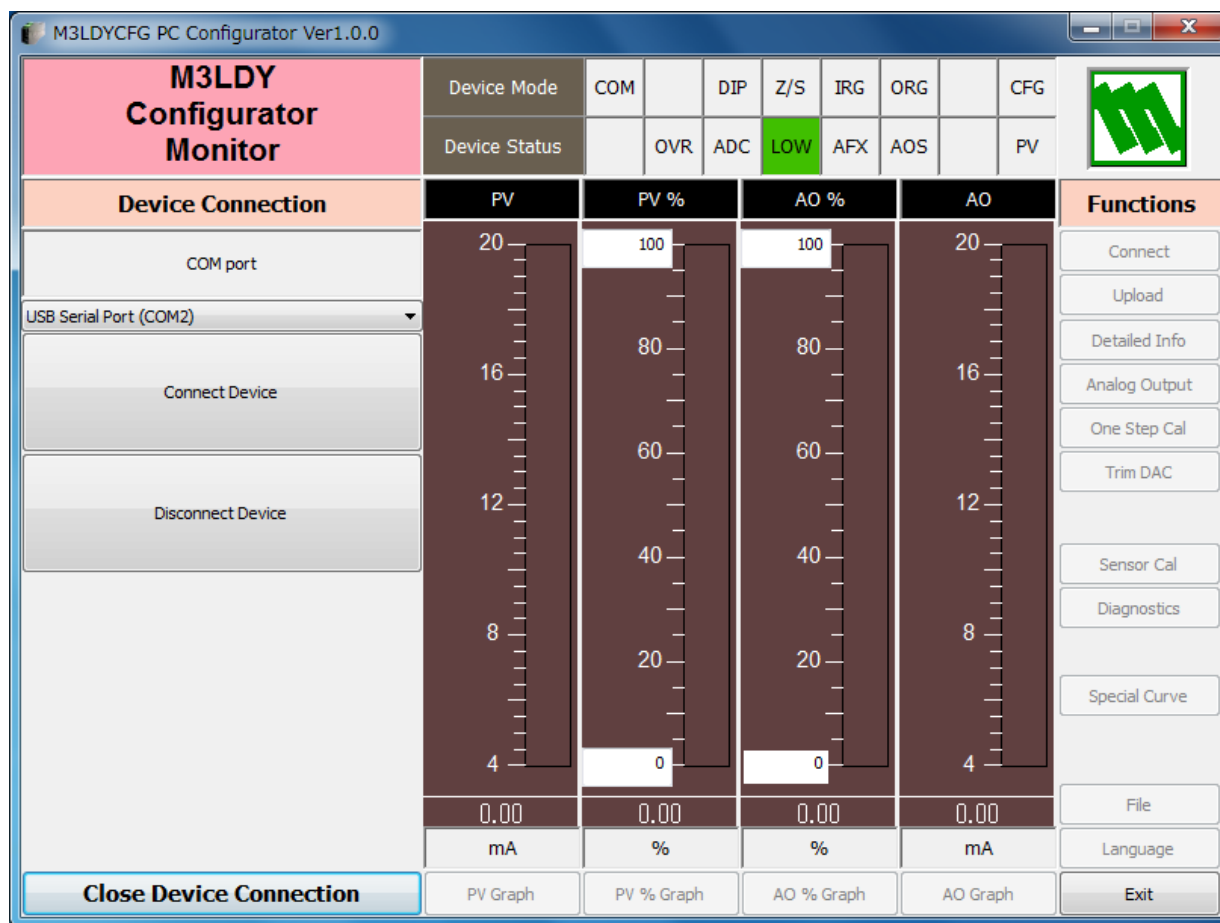 M3LDYCFG PC Configurator Ver1.0.0
M3LDY
Configurator
Monitor
Device Mode COM DIP Z/S IRG ORG CFG
Device Status OVR ADC LOW AFX AOS PV
Device Connection
COM port
USB Serial Port (COM2)
Connect Device
Disconnect Device
Close Device Connection
PV
20
16
12
8
4
0.00
mA
PV Graph
PV %
100
80
60
40
20
0
0.00
%
PV % Graph
AO %
100
80
60
40
20
0
0.00
%
AO % Graph
AO
20
16
12
8
4
0.00
mA
AO Graph
Functions
Connect
Upload
Detailed Info
Analog Output
One Step Cal
Trim DAC
Sensor Cal
Diagnostics
Special Curve
File
Language
Exit